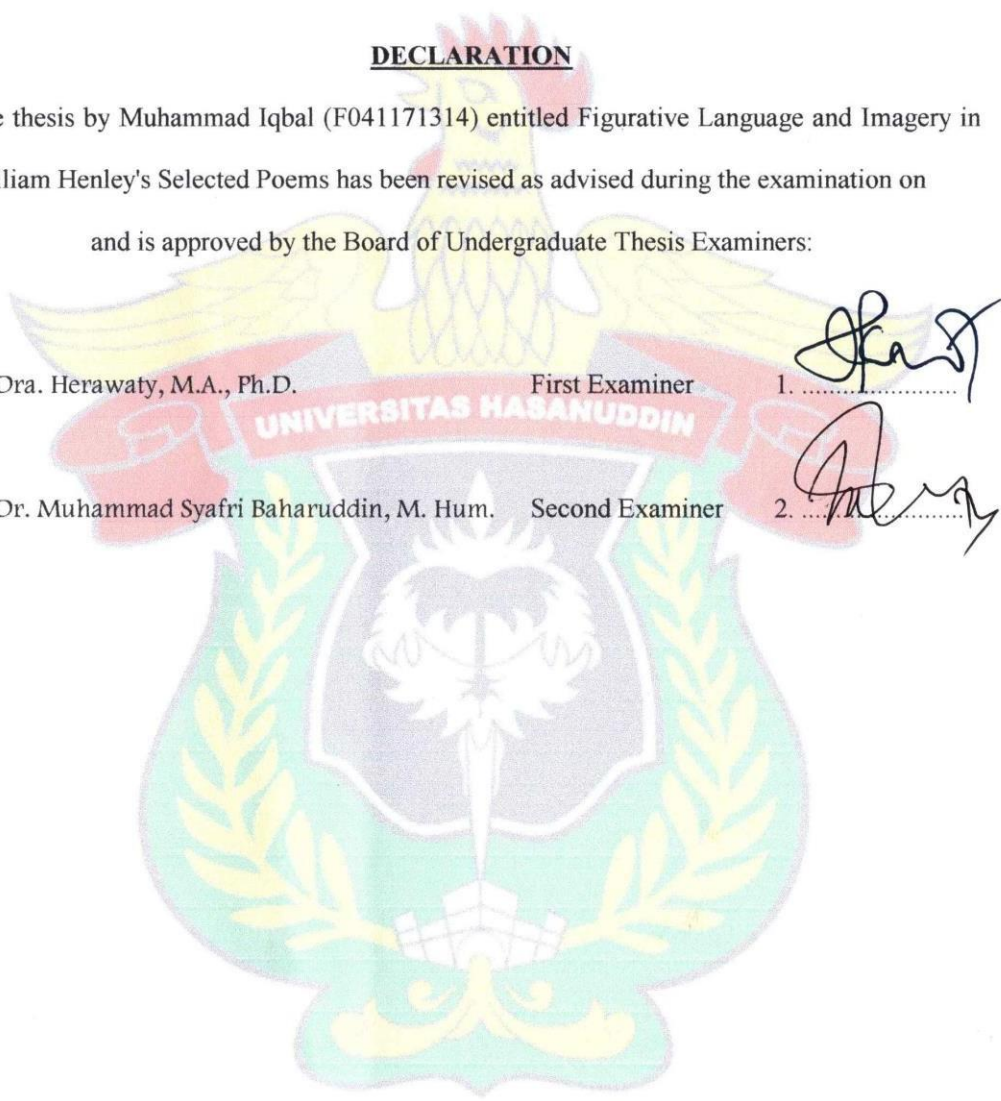 DECLARATION
e thesis by Muhammad Iqbal (F041171314) entitled Figurative Language and Imagery in
liam Henley's Selected Poems has been revised as advised during the examination on
and is approved by the Board of Undergraduate Thesis Examiners:
Dra. Herawaty, M.A., Ph.D. First Examiner 1. ........................
UNIVERSITAS HASANUDDIN
Dr. Muhammad Syafri Baharuddin, M. Hum. Second Examiner 2. ........................